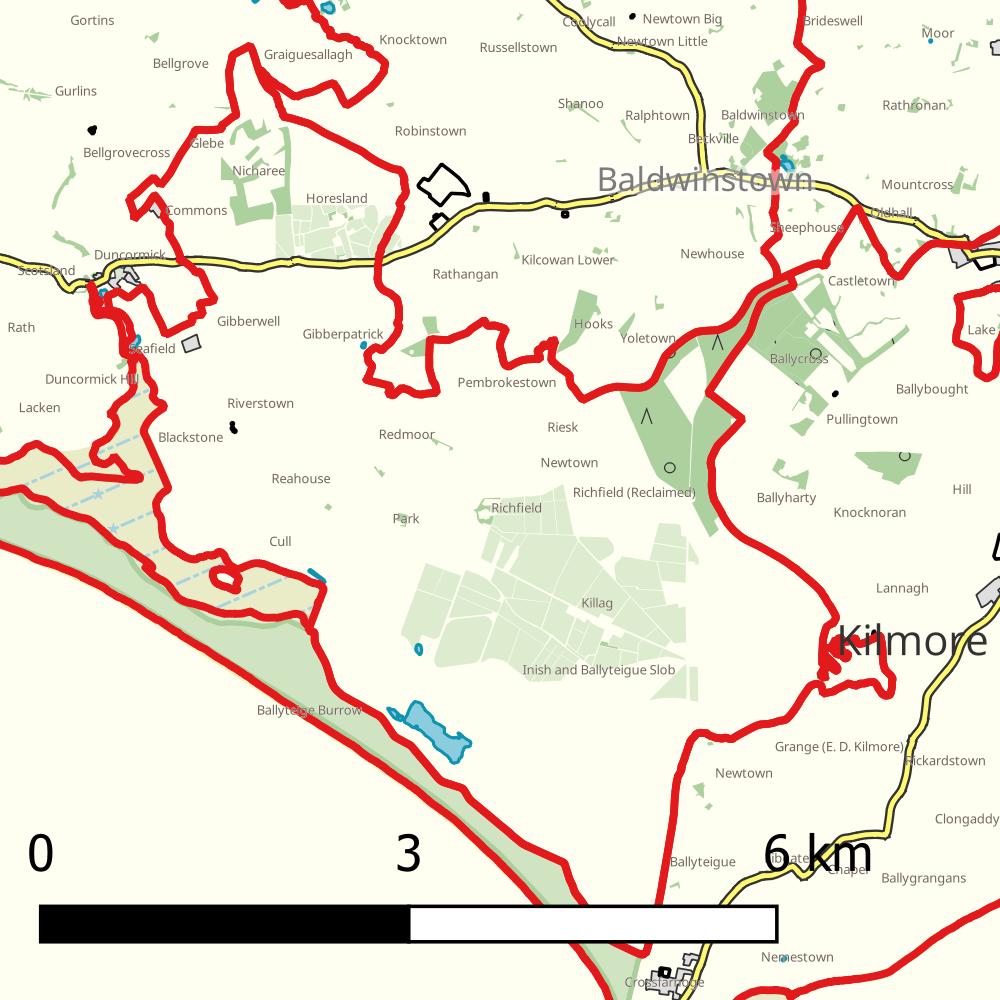 Gortins
Coolycall
Newtown Big
Brideswell
Moor
Graiguesallagh
Knocktown
Russellstown
Newtown Little
Bellgrove
Gurlins
Shanoo
Ralphtown
Baldwinstown
Rathronan
Bellgrovecross
Glebe
Robinstown
Beckville
Nicharee
Baldwinstown
Mountcross
Commons
Horesland
Sheephouse
Oldhall
Duncormick
Scotsland
Rathangan
Kilcowan Lower
Newhouse
Castletown
Rath
Gibberwell
Gibberpatrick
Hooks
Yoletown
Lake
Seafield
Duncormick Hill
Pembrokestown
Ballycross
Ballybought
Lacken
Riverstown
Pullingtown
Blackstone
Redmoor
Riesk
Newtown
Reahouse
Richfield (Reclaimed)
Ballyharty
Hill
Park
Richfield
Knocknoran
Cull
Lannagh
Killag
Kilmore
Inish and Ballyteigue Slob
Ballyteige Burrow
Grange (E. D. Kilmore)
Rickardstown
Newtown
Clongaddy
0
3
6 km
Ballyteigue
Chapel
Ballygrangans
Nemestown
Crossfarnoge